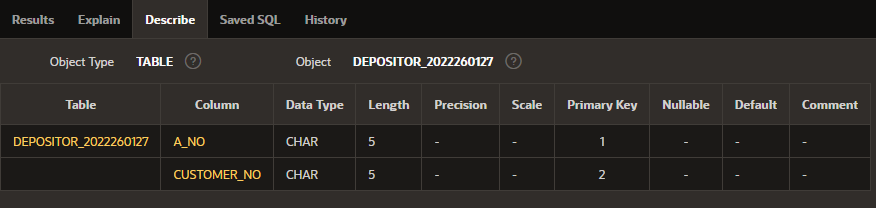 Results Explain Describe Saved SQL History
Object Type TABLE ? Object DEPOSITOR_2022260127 ?
Table Column Data Type Length Precision Scale Primary Key Nullable Default Comment
DEPOSITOR_2022260127 A_NO CHAR 5 - - 1 - - -
CUSTOMER_NO CHAR 5 - - 2 - - -